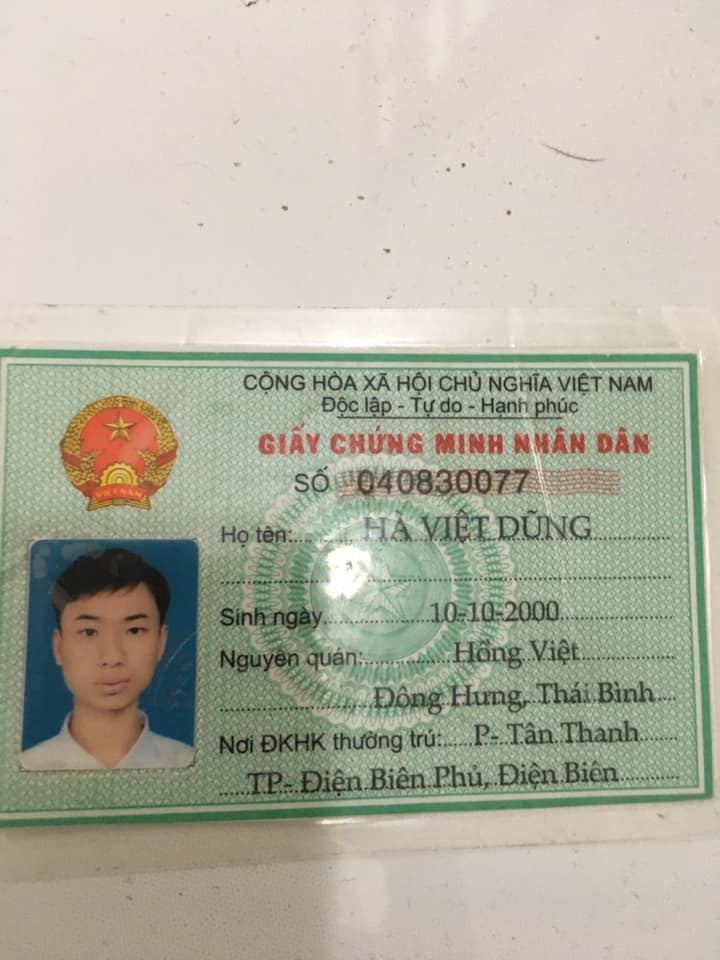 CỘNG HÒA XÃ HỘI CHỦ NGHĨA VIỆT NAM
Độc lập - Tự do - Hạnh phúc
GIẤY CHỨNG MINH NHÂN DÂN
SỐ 040830077
Họ tên: HÀ VIỆT DŨNG
Sinh ngày 10-10-2000
Nguyên quán: Hồng Việt
Đông Hưng, Thái Bình
Nơi ĐKHK thường trú: P- Tân Thanh
TP- Điện Biên Phủ, Điện Biên
VIỆT NAM